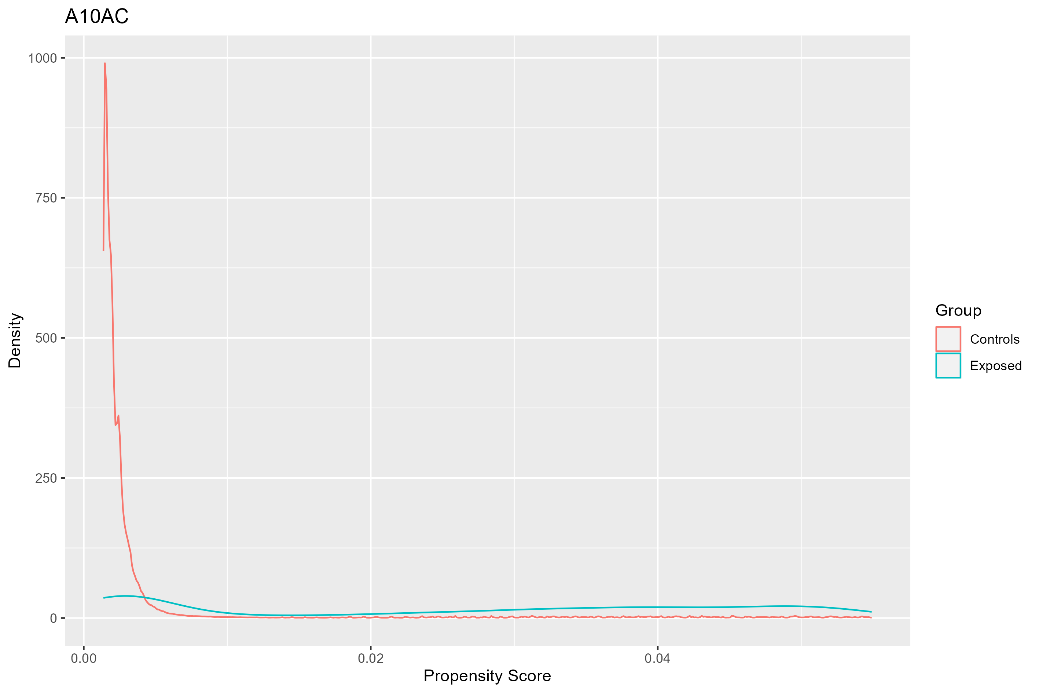 A10AC
1000
750
500
250
0
Density
0.00
0.02
0.04
Propensity Score
Group
Controls
Exposed